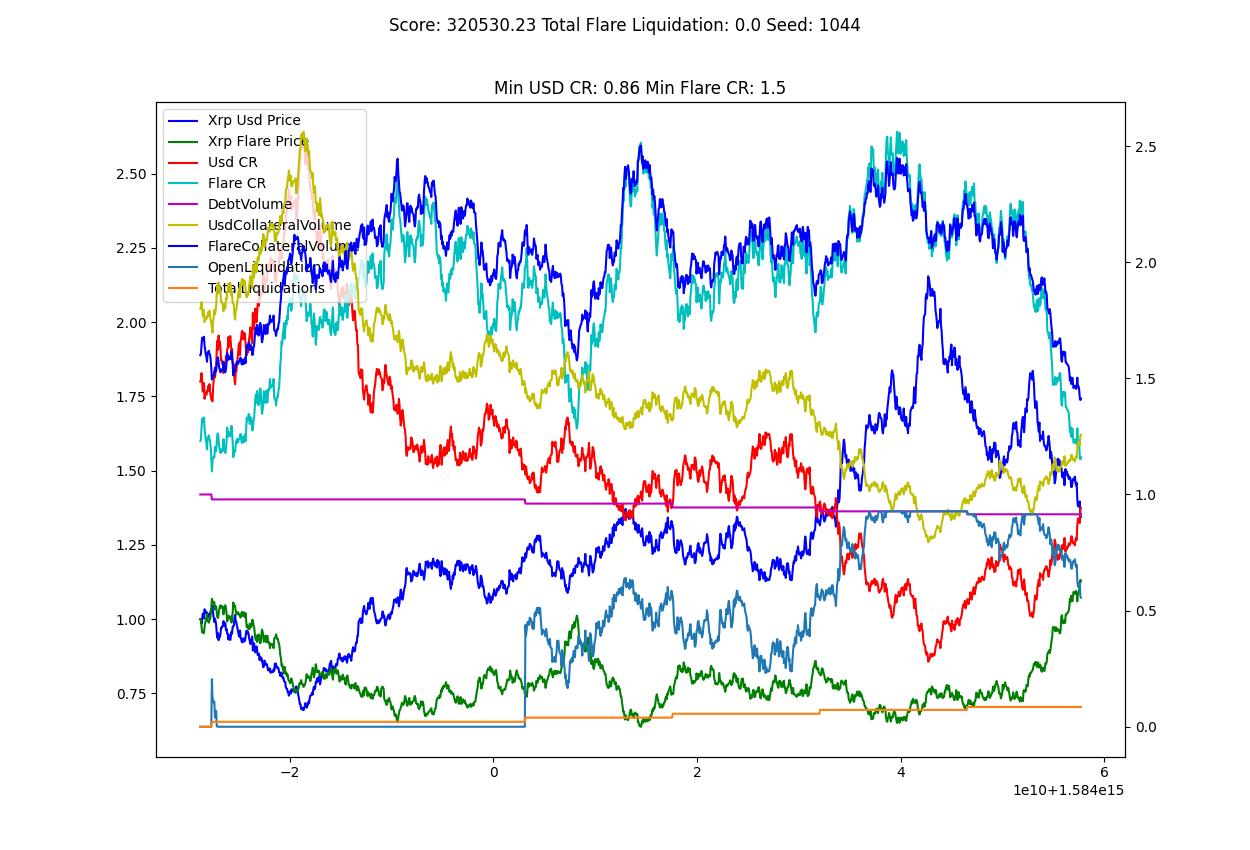 Score: 320530.23 Total Flare Liquidation: 0.0 Seed: 1044
Min USD CR: 0.86 Min Flare CR: 1.5
Xrp Usd Price
Xrp Flare Price
Usd CR
Flare CR
DebtVolume
UsdCollateralVolume
FlareCollateralVolume
OpenLiquidations
TotalLiquidations
2.50
2.25
2.00
1.75
1.50
1.25
1.00
0.75
2.5
2.0
1.5
1.0
0.5
0.0
−2 0 2 4 6
1e10+1.584e15